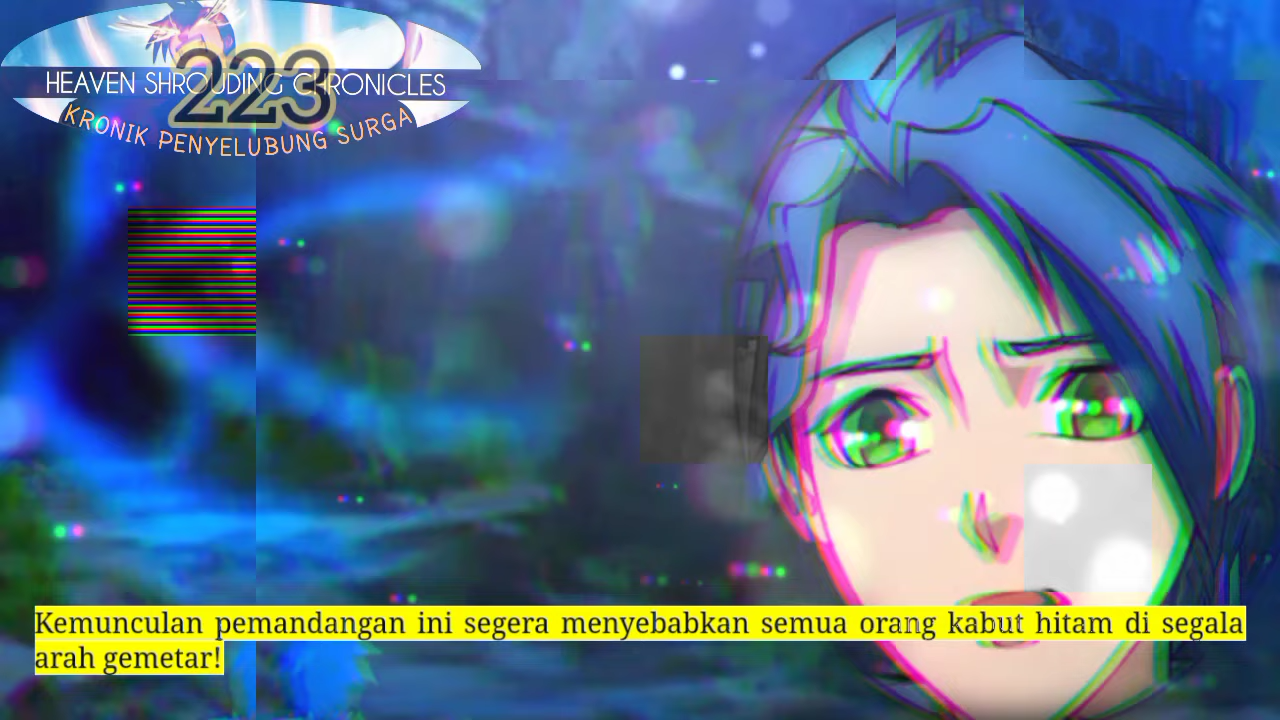 HEAVEN SHROUDING CHRONICLES
223
KRONIK PENYELUBUNG SURGA
Kemunculan pemandangan ini segera menyebabkan semua orang kabut hitam di segala
arah gemetar!